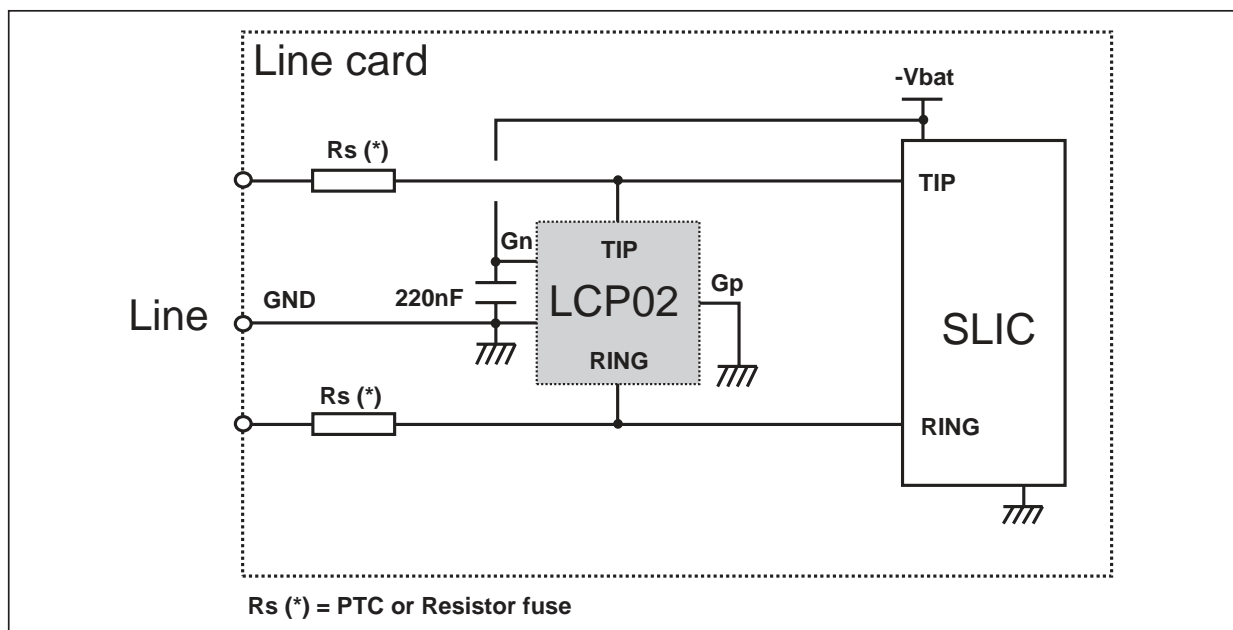 Line card
-Vbat
Rs (*)
TIP
Gn
TIP
Gp
220nF
LCP02
GND
Line
SLIC
RING
Rs (*)
RING
Rs (*) = PTC or Resistor fuse